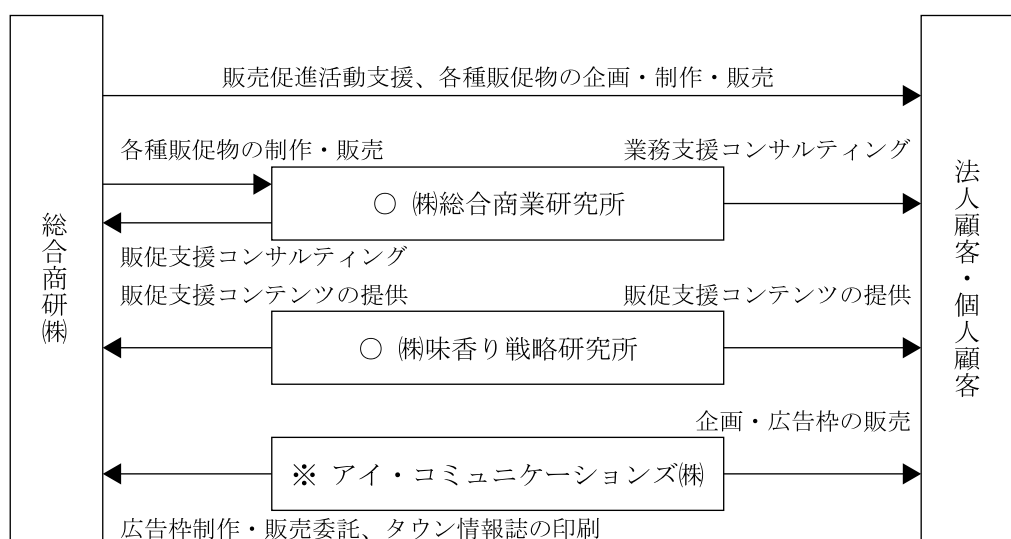 販売促進活動支援、各種販促物の企画・制作・販売
各種販促物の制作・販売
業務支援コンサルティング
○ ㈱総合商業研究所
総合商研㈱
法人顧客・個人顧客
販促支援コンサルティング
販促支援コンテンツの提供
販促支援コンテンツの提供
○ ㈱味香り戦略研究所
企画・広告枠の販売
※ アイ・コミュニケーションズ㈱
広告枠制作・販売委託、タウン情報誌の印刷